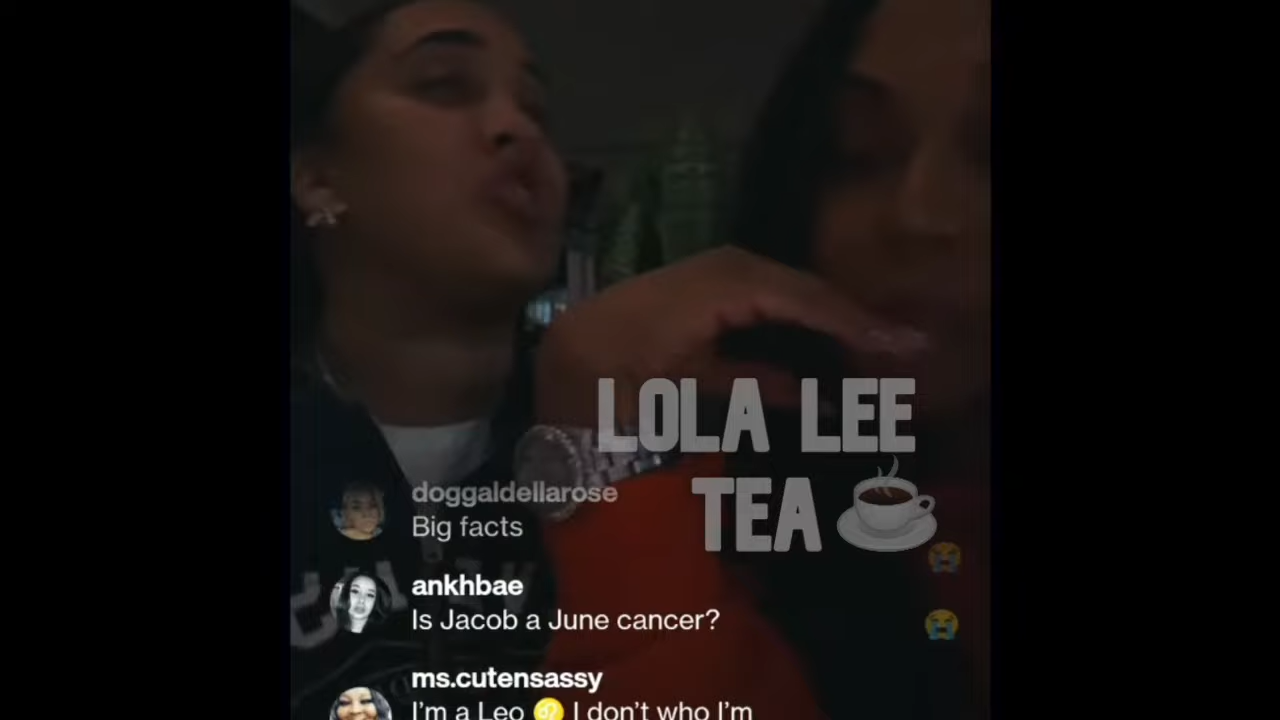 LOLA LEE
TEA
doggaldellarose
Big facts
ankhbae
Is Jacob a June cancer?
ms.cutensassy
I'm a Leo ♌ I don't who I'm